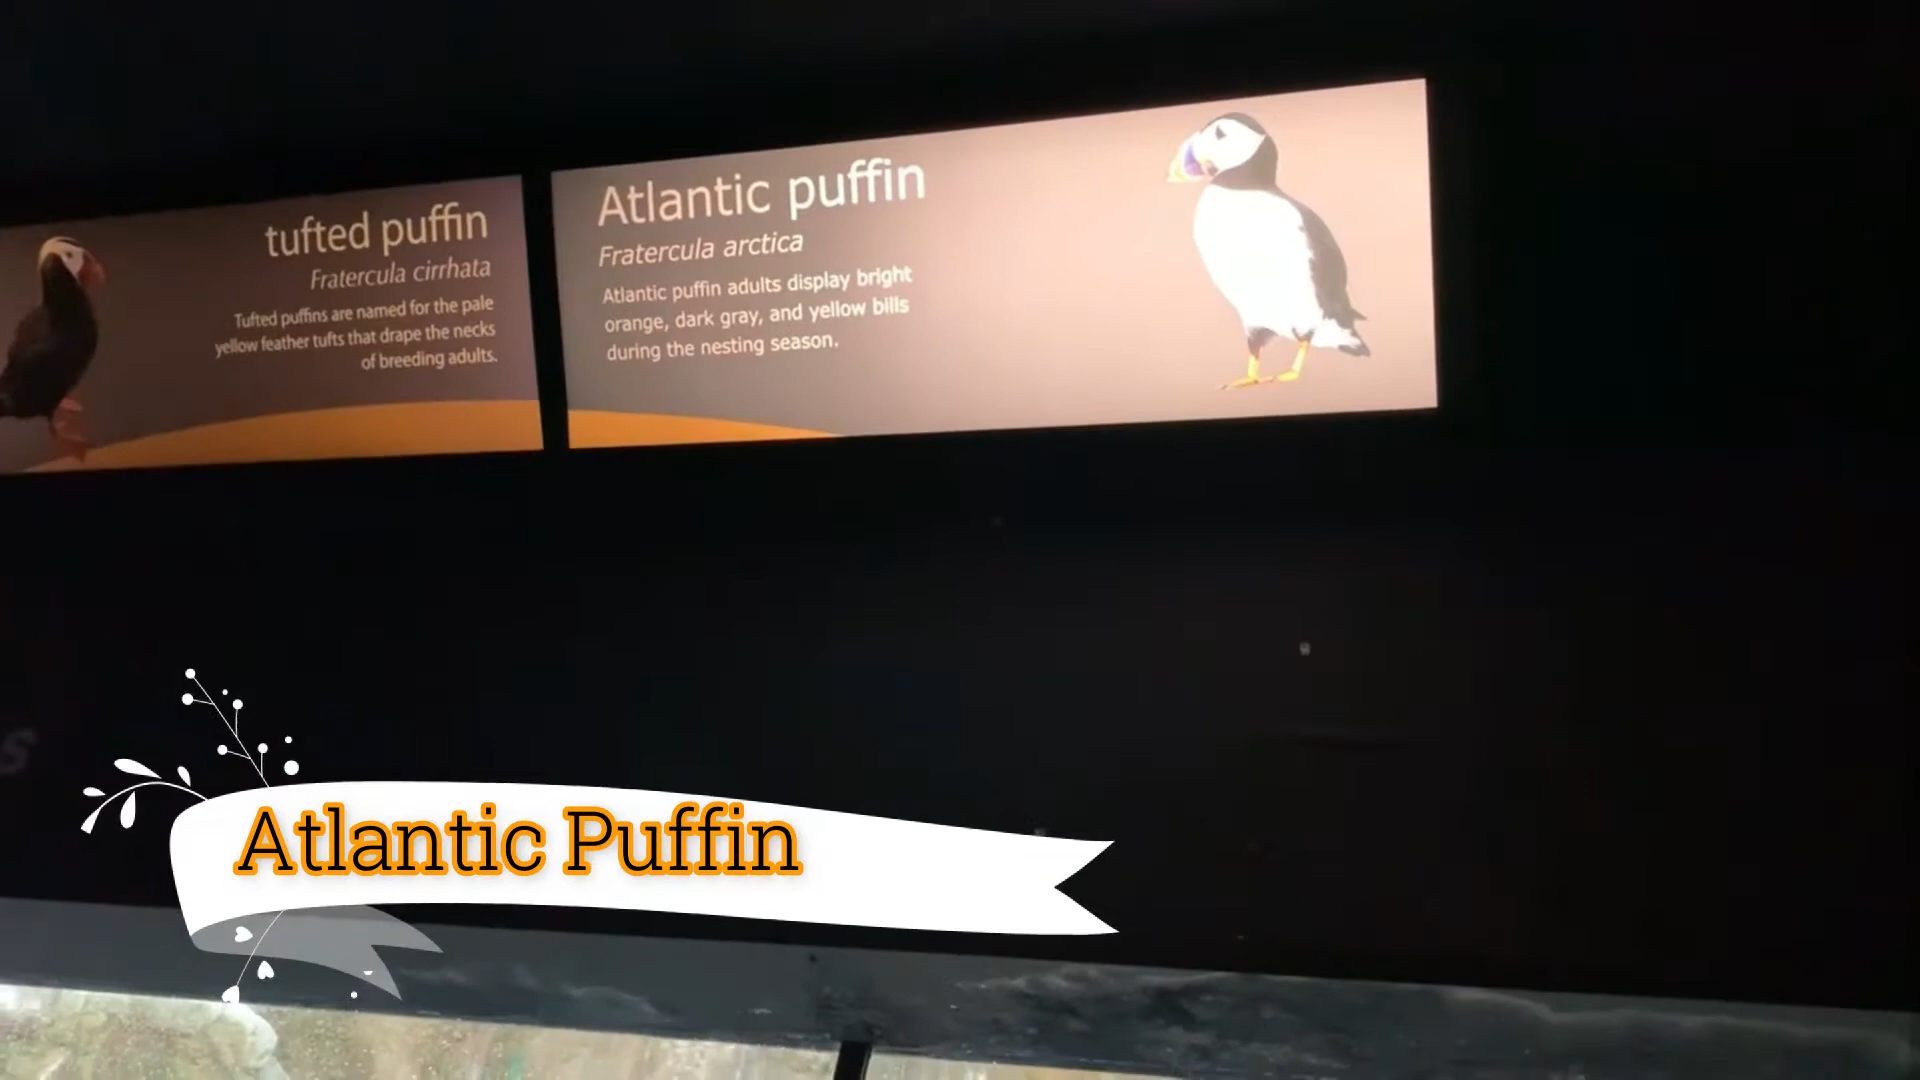 tufted puffin
Fratercula cirrhata
Tufted puffins are named for the pale
yellow feather tufts that drape the necks
of breeding adults.
Atlantic puffin
Fratercula arctica
Atlantic puffin adults display bright
orange, dark gray, and yellow bills
during the nesting season.
Atlantic Puffin